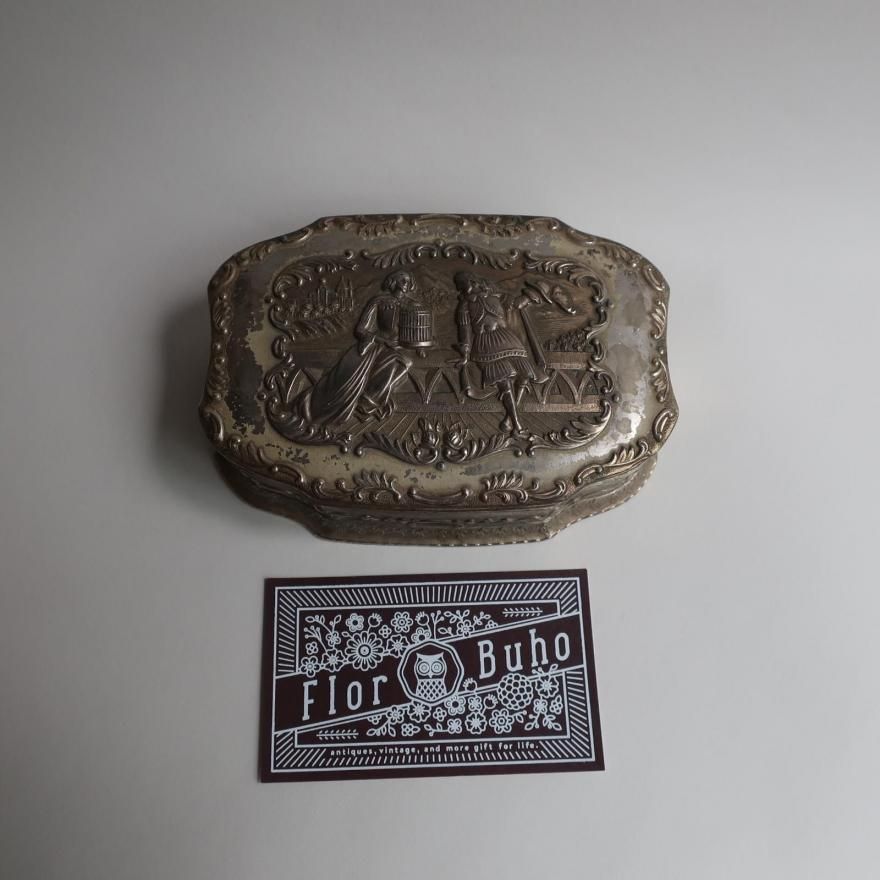 Flor Buho
antiques, vintage, and more gift for life.